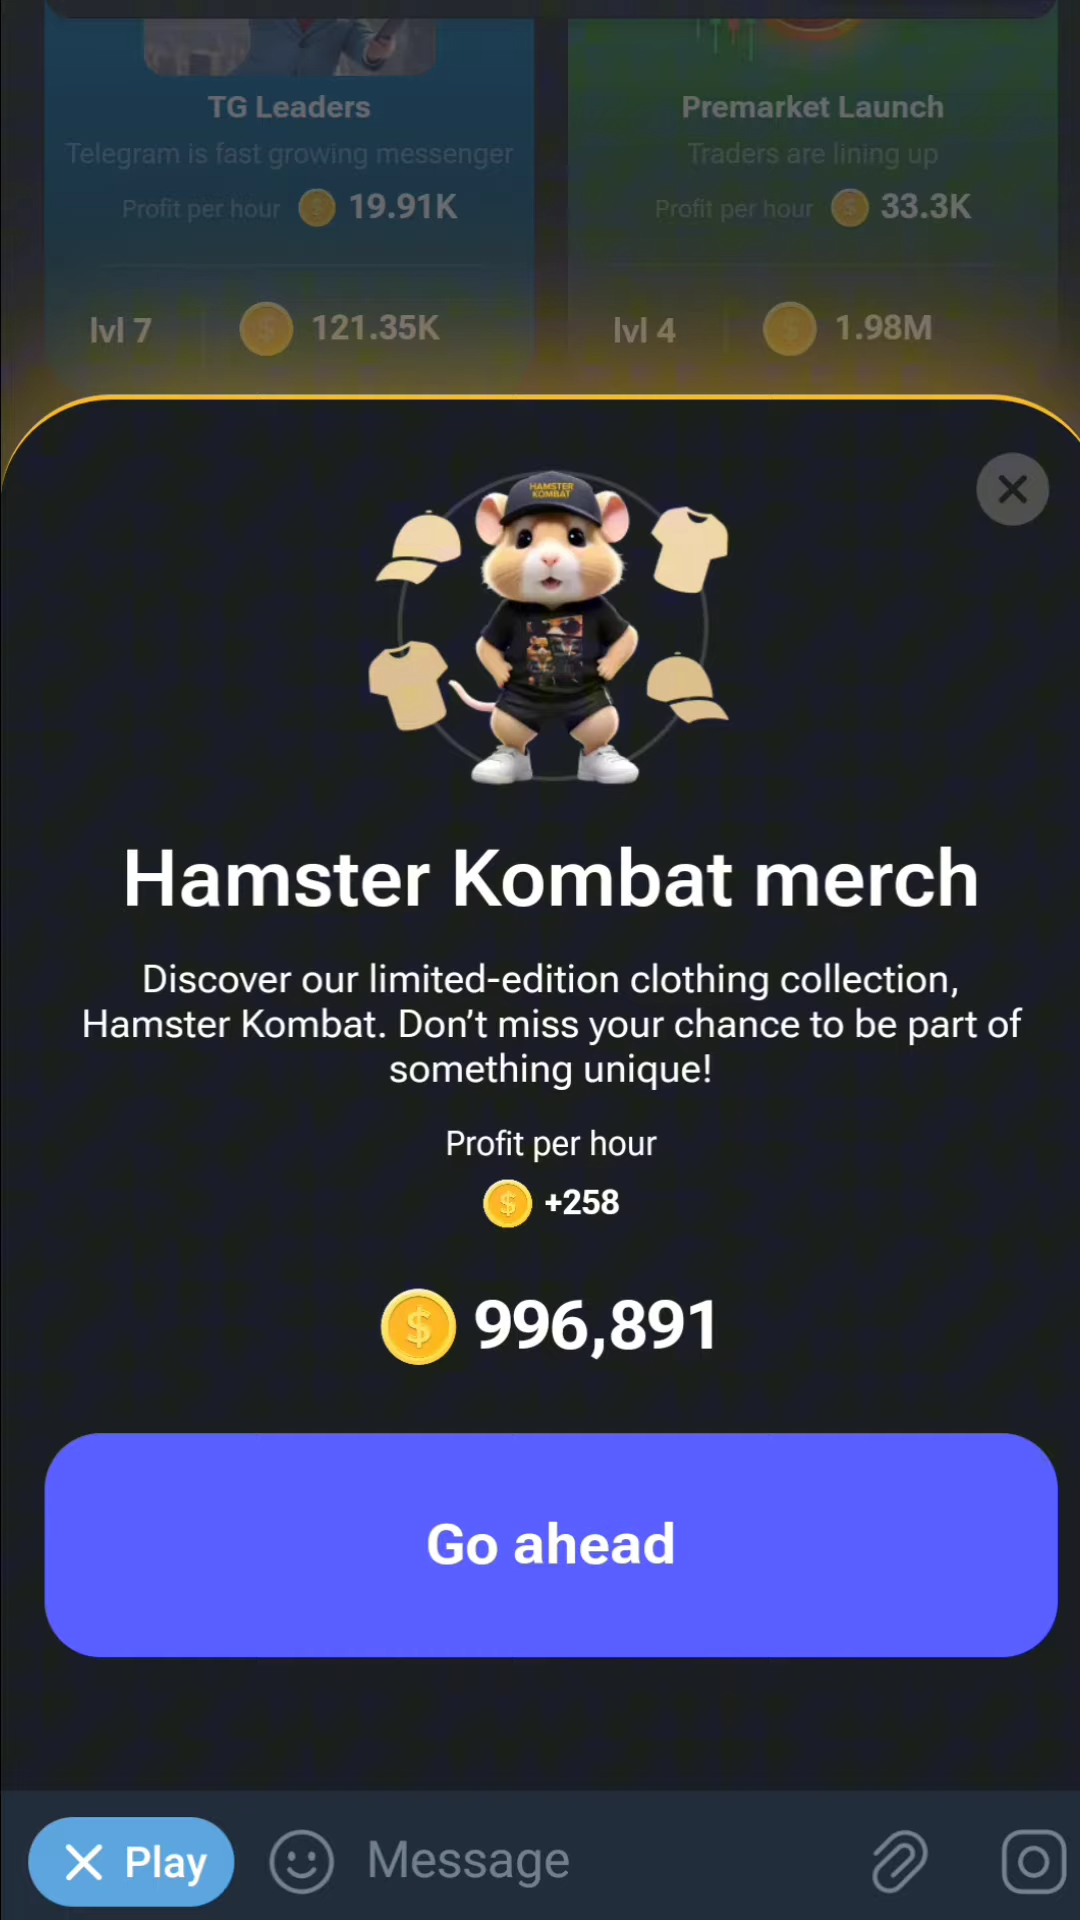 TG Leaders
Telegram is fast growing messenger
Profit per hour 19.91K
lvl 7 121.35K
Premarket Launch
Traders are lining up
Profit per hour 33.3K
lvl 4 1.98M
HAMSTER
KOMBAT
Hamster Kombat merch
Discover our limited-edition clothing collection,
Hamster Kombat. Don’t miss your chance to be part of
something unique!
Profit per hour
+258
996,891
Go ahead
Play
Message